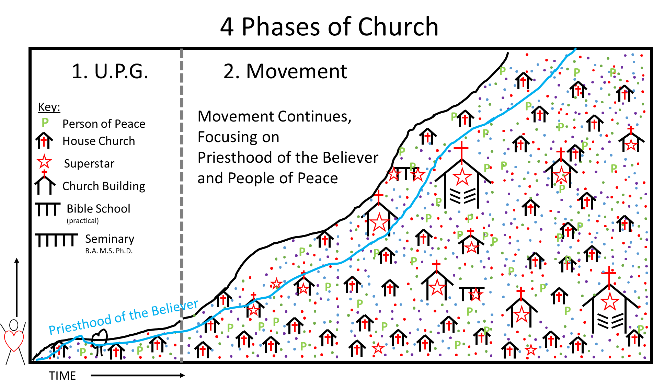 4 Phases of Church
1. U.P.G.
2. Movement
Key:
P Person of Peace
House Church
Superstar
Church Building
Bible School
(practical)
Seminary
B.A. M.S. Ph.D.
Movement Continues,
Focusing on
Priesthood of the Believer
and People of Peace
Priesthood of the Believer
TIME